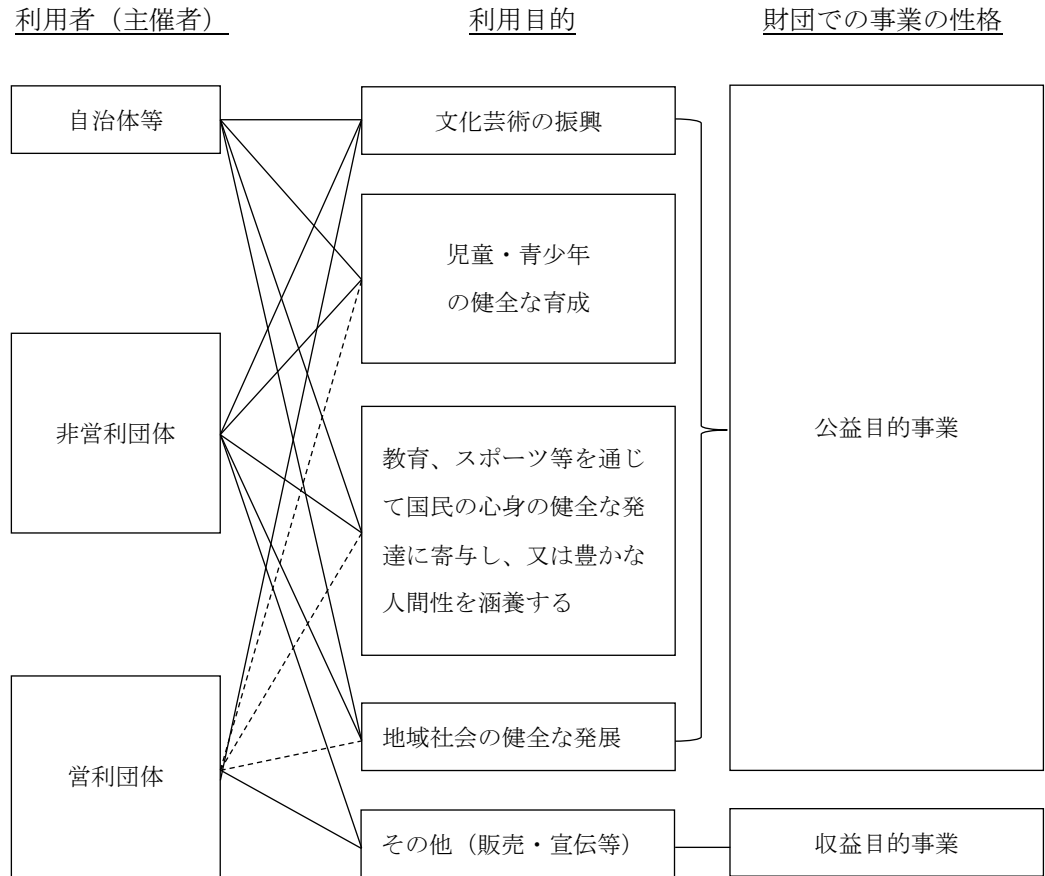 利用者（主催者）
利用目的
財団での事業の性格
自治体等
文化芸術の振興
児童・青少年
の健全な育成
非営利団体
教育、スポーツ等を通じ
て国民の心身の健全な発
達に寄与し、又は豊かな
人間性を涵養する
公益目的事業
営利団体
地域社会の健全な発展
その他（販売・宣伝等）
収益目的事業